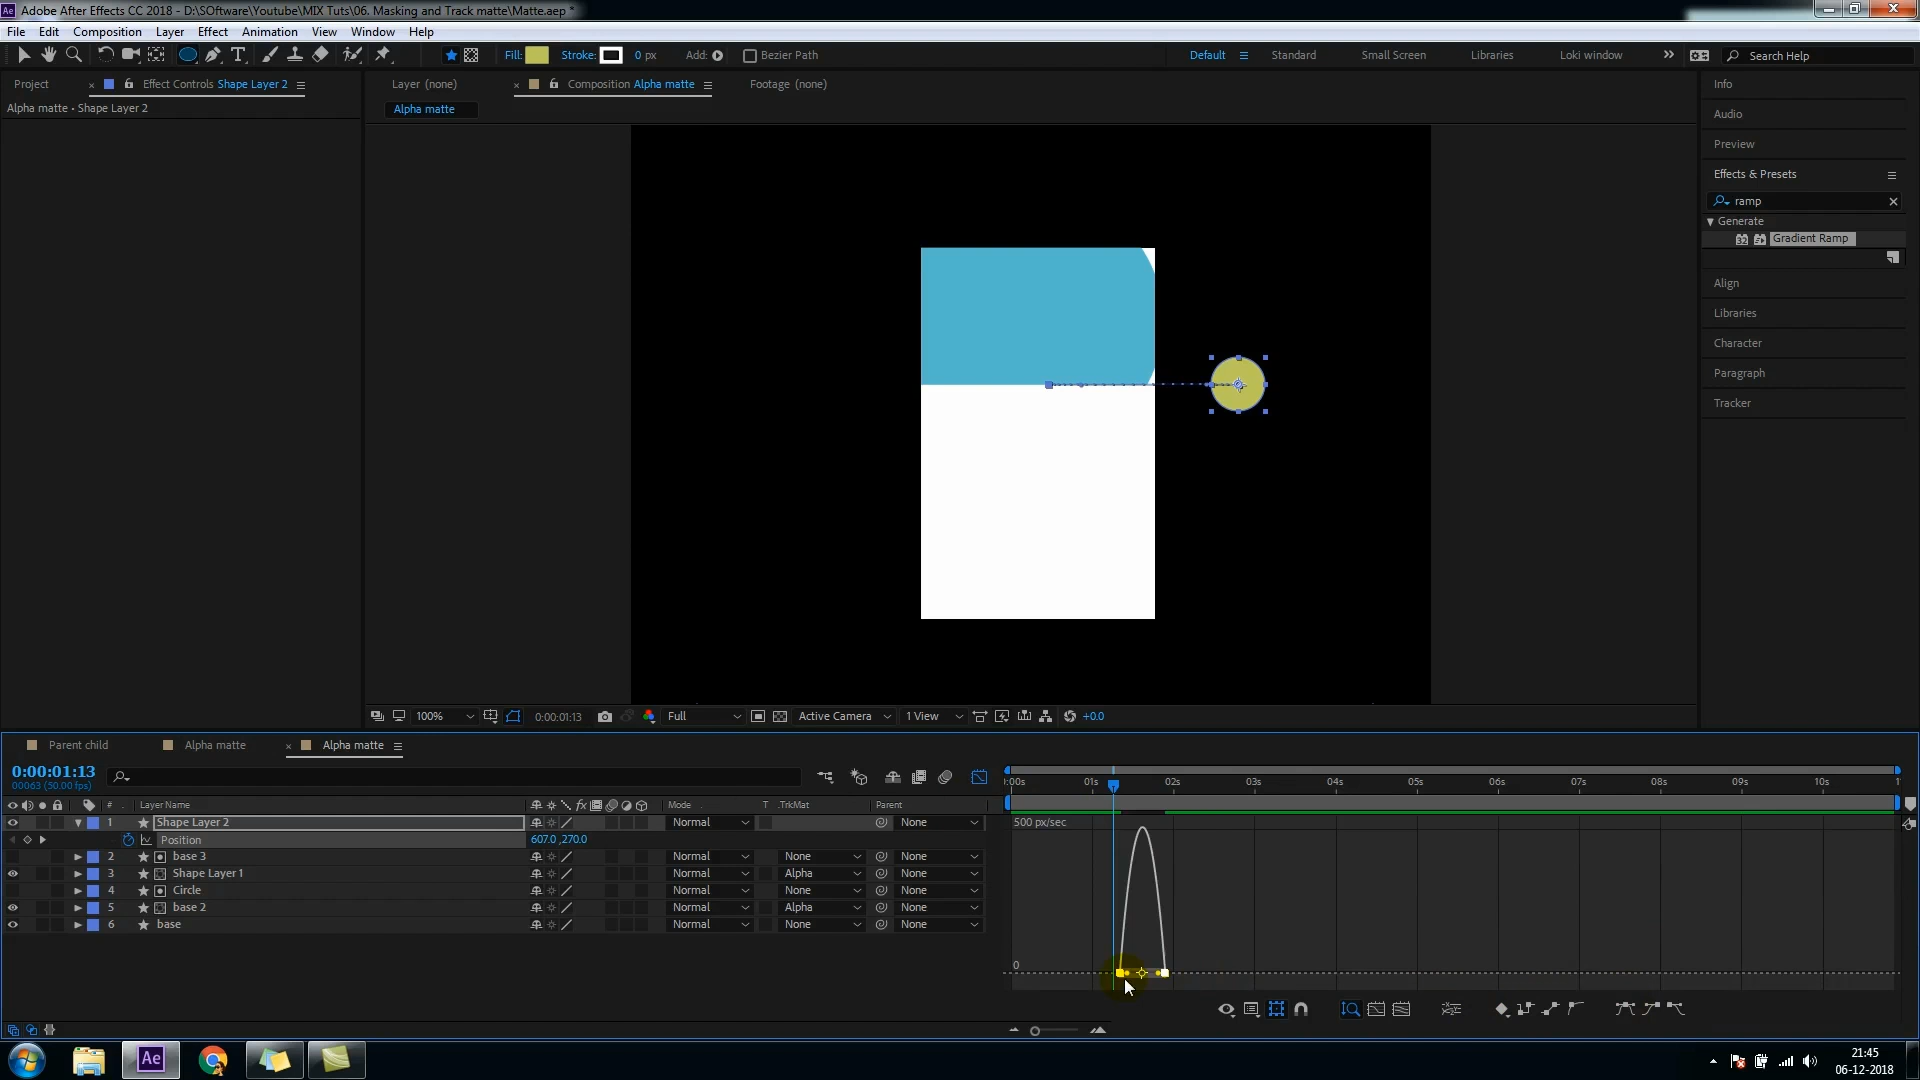 Adobe After Effects CC 2018 - D:\SOftware\Youtube\MIX Tuts\06. Masking and Track matte\Matte.aep *
File Edit Composition Layer Effect Animation View Window Help
Fill: Stroke: 0 px Add: Bezier Path Default Standard Small Screen Libraries Loki window Search Help
Project Effect Controls Shape Layer 2 Layer (none) Composition Alpha matte Footage (none) Info
Alpha matte • Shape Layer 2 Alpha matte
Audio
Preview
Effects & Presets
ramp
Generate
32 Gradient Ramp
Align
Libraries
Character
Paragraph
Tracker
100% 0:00:01:13 Full Active Camera 1 View +0.0
Parent child Alpha matte Alpha matte
0:00:01:13
00063 (50.00 fps)
:00s 01s 02s 03s 04s 05s 06s 07s 08s 09s 10s 1
# Layer Name fx Mode T .TrkMat Parent
1 Shape Layer 2 Normal None 500 px/sec
Position 607.0 ,270.0
2 base 3 Normal None None
3 Shape Layer 1 Normal Alpha None
4 Circle Normal None None
5 base 2 Normal Alpha None
6 base Normal None None
0
Ae
21:45
06-12-2018